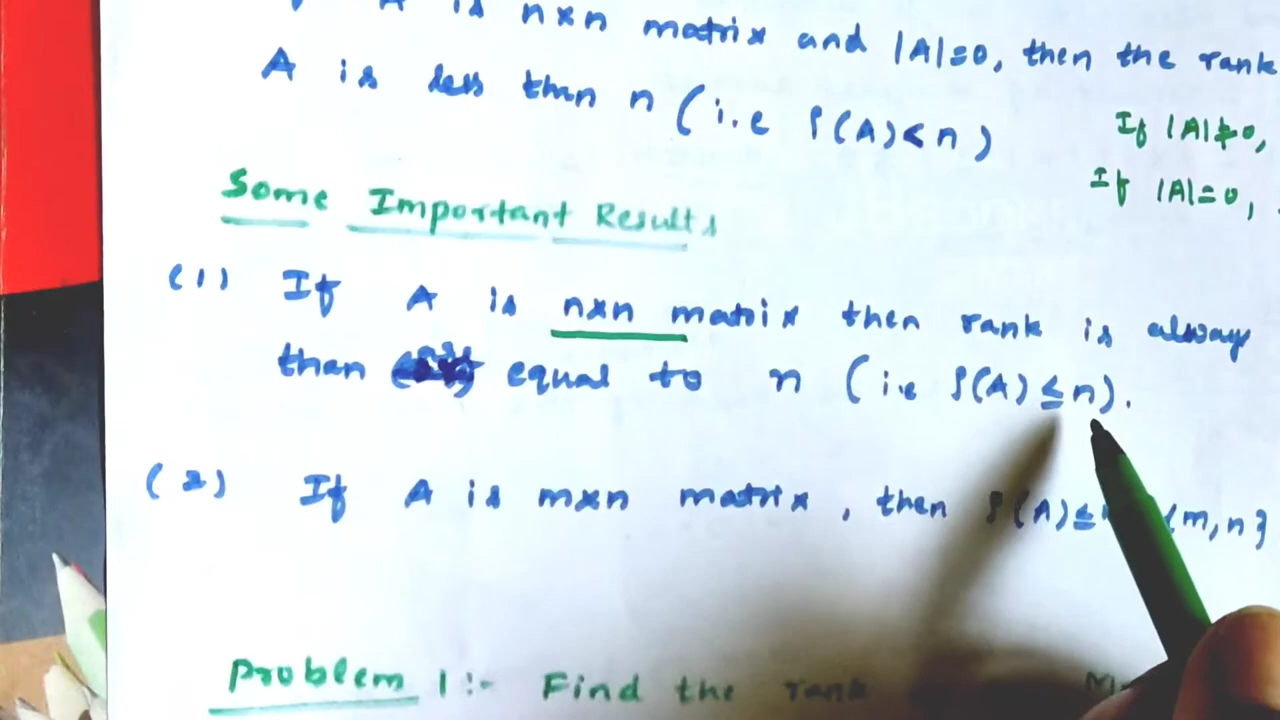 A is n×n matrix and |A|=0, then the rank
A is less than n (i.e ρ(A)<n)
If |A|≠0,
If |A|=0,
Some Important Results
(1) If A is n×n matrix then rank is always
than equal to n (i.e ρ(A)≤n).
(2) If A is m×n matrix, then ρ(A)≤ {m,n}
Problem 1:- Find the rank